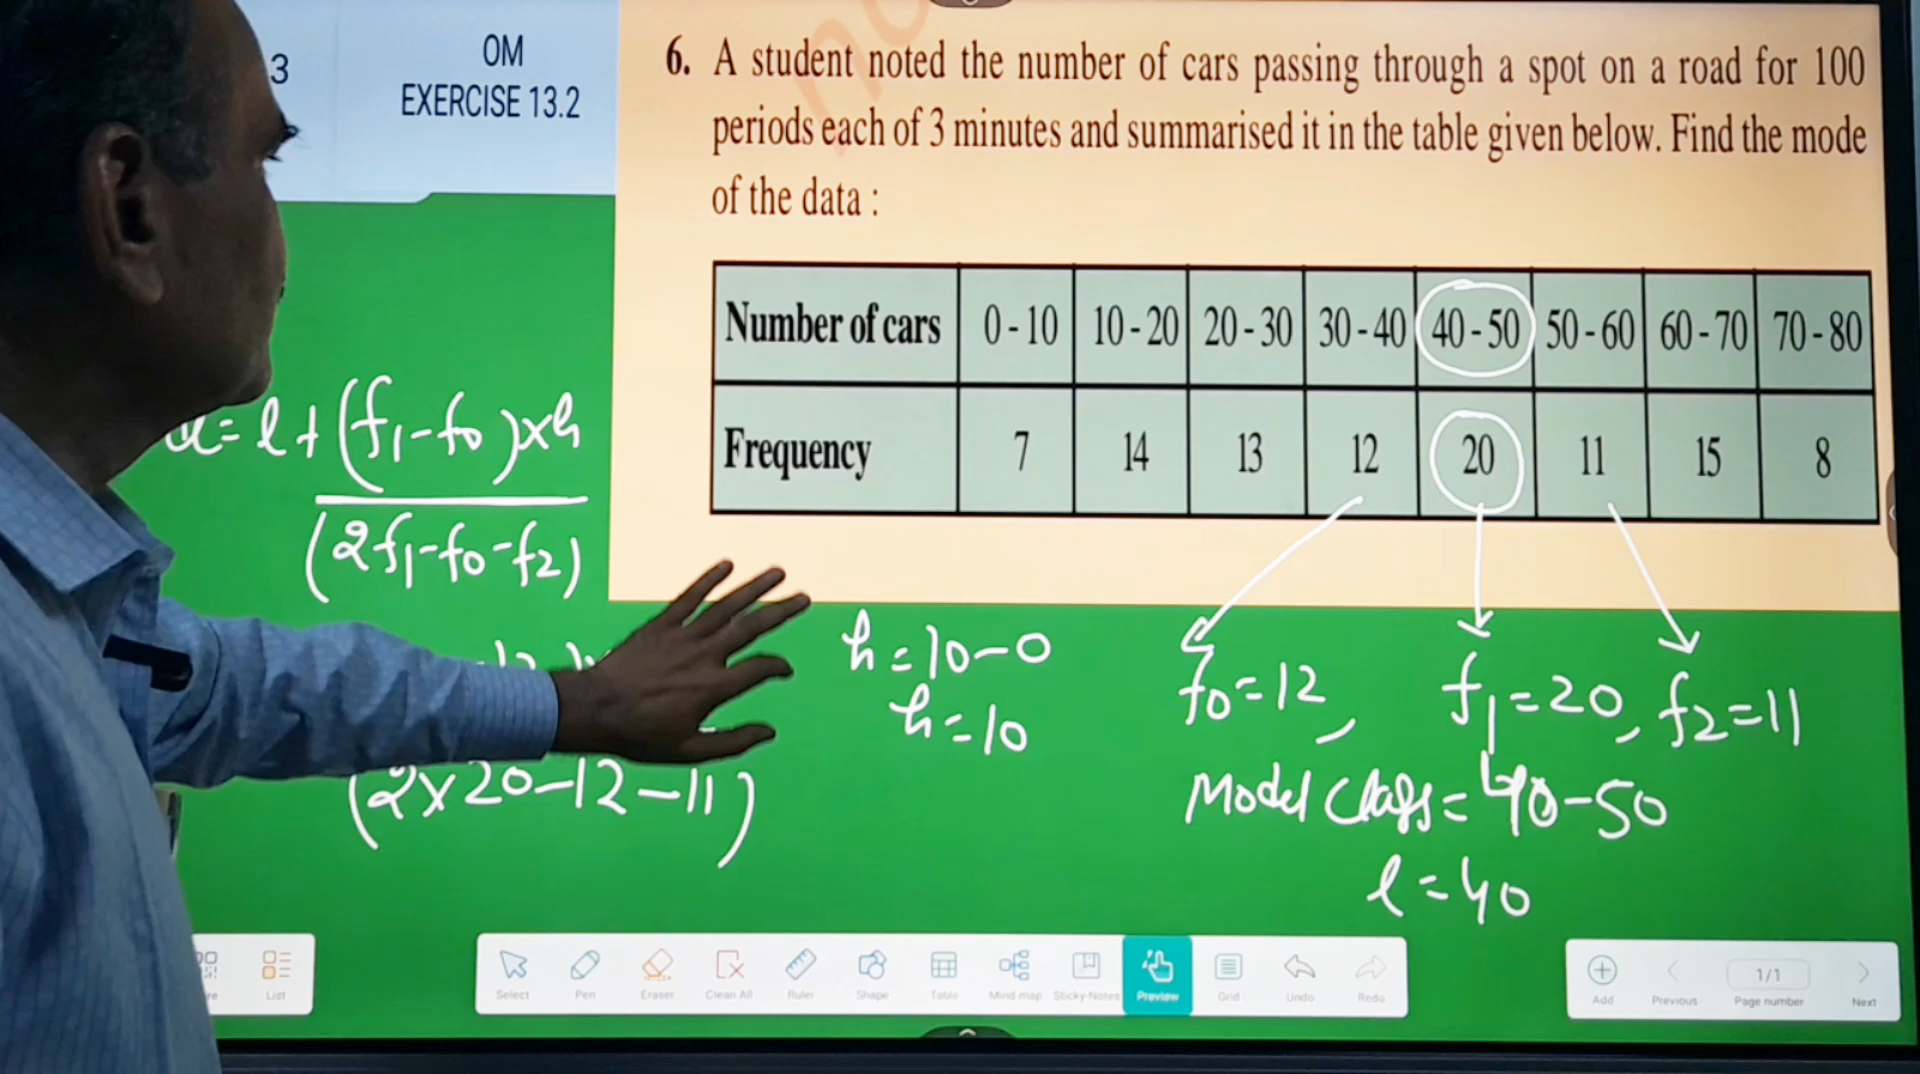 3
OM
EXERCISE 13.2
6. A student noted the number of cars passing through a spot on a road for 100
periods each of 3 minutes and summarised it in the table given below. Find the mode
of the data :
Number of cars 0 - 10 10 - 20 20 - 30 30 - 40 40 - 50 50 - 60 60 - 70 70 - 80
Frequency 7 14 13 12 20 11 15 8
= l + (f1-f0)×h
(2f1-f0-f2)
(2×20-12-11)
h=10-0
h=10
f0=12, f1=20, f2=11
Model Class=40-50
l=40
List
Select Pen Eraser Clean All Ruler Shape Table Mind map Sticky-Notes Preview Grid Undo Redo
Add Previous 1/1 Page number Next